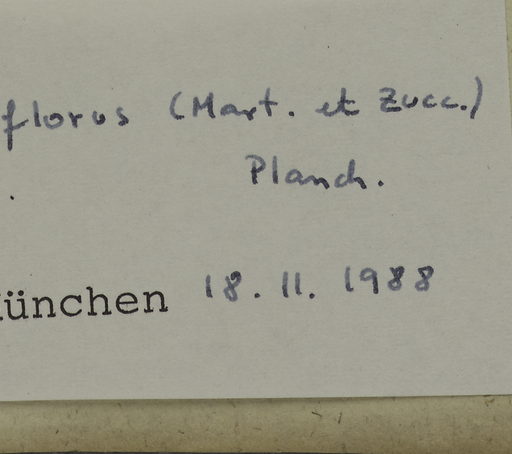 florus (Mart. et Zucc.)
Planch.
ünchen 18. 11. 1988